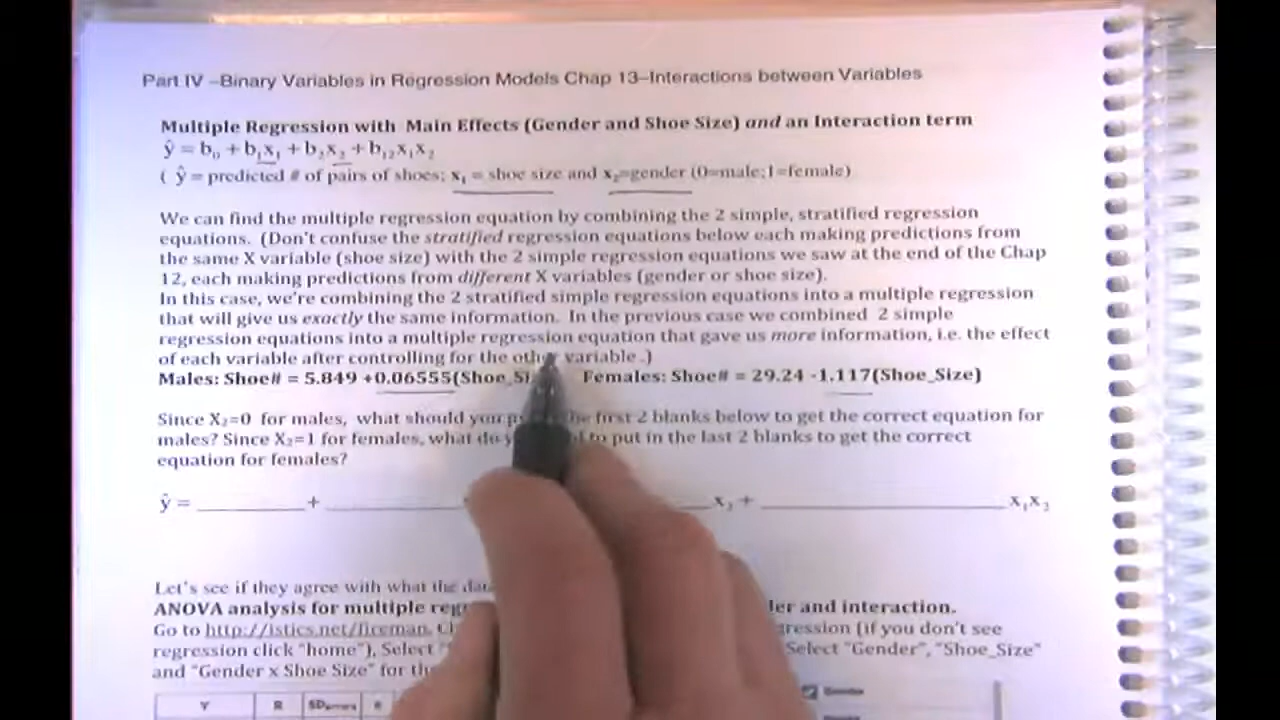 Part IV –Binary Variables in Regression Models Chap 13–Interactions between Variables
Multiple Regression with Main Effects (Gender and Shoe Size) and an Interaction term
ŷ = b₀ + b₁x₁ + b₂x₂ + b₁₂x₁x₂
( ŷ = predicted # of pairs of shoes; x₁ = shoe size and x₂=gender (0=male;1=female)
We can find the multiple regression equation by combining the 2 simple, stratified regression
equations. (Don't confuse the stratified regression equations below each making predictions from
the same X variable (shoe size) with the 2 simple regression equations we saw at the end of the Chap
12, each making predictions from different X variables (gender or shoe size).
In this case, we're combining the 2 stratified simple regression equations into a multiple regression
that will give us exactly the same information. In the previous case we combined 2 simple
regression equations into a multiple regression equation that gave us more information, i.e. the effect
of each variable after controlling for the other variable.)
Males: Shoe# = 5.849 +0.06555(Shoe_Si Females: Shoe# = 29.24 -1.117(Shoe_Size)
Since X₂=0 for males, what should you first 2 blanks below to get the correct equation for
males? Since X₂=1 for females, what do to put in the last 2 blanks to get the correct
equation for females?
ŷ = ________ + __________ ___x₂ + ________________ x₁x₂
Let's see if they agree with what the
ANOVA analysis for multiple and interaction.
Go to http://istics.net/ficeman. (if you don't see
regression click "home"), Select Select "Gender", "Shoe_Size"
and "Gender x Shoe Size" for
Y R SDerrors n Gender